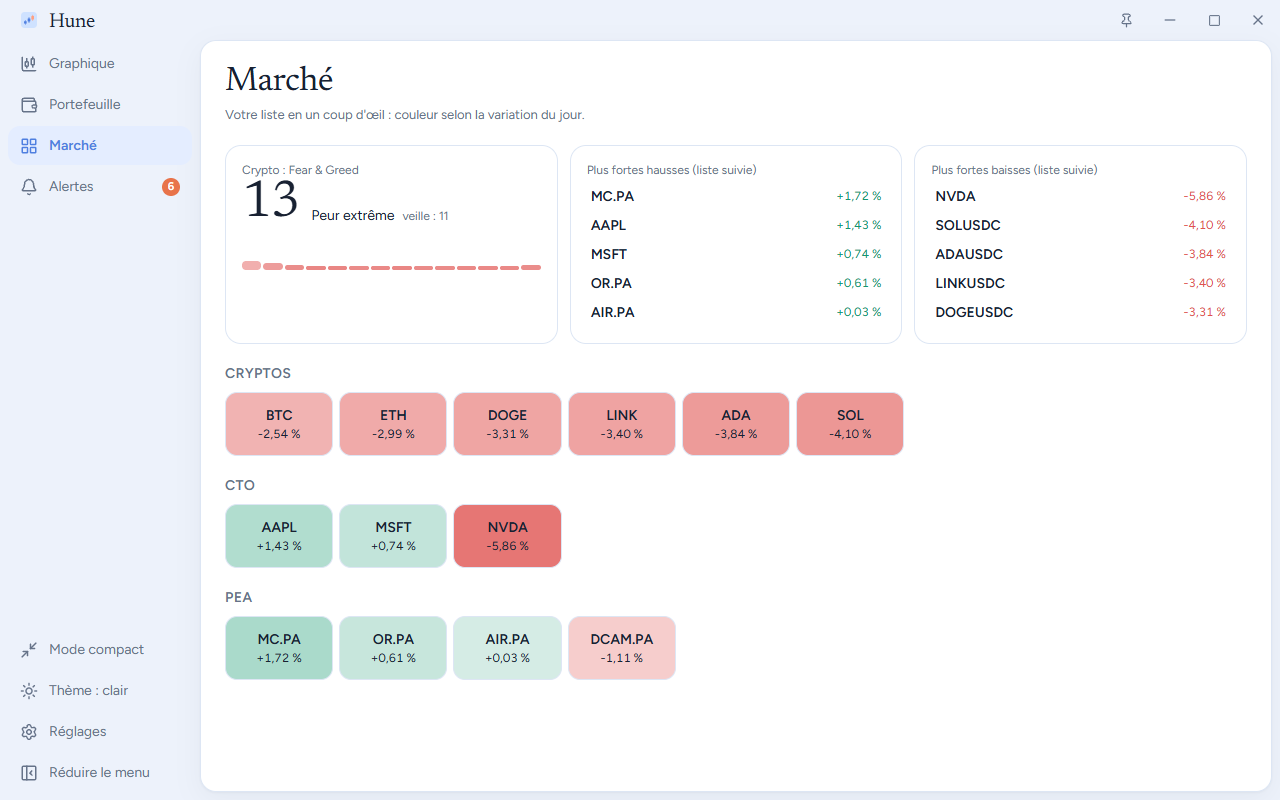 Hune
Graphique
Portefeuille
Marché
Alertes
6
Mode compact
Thème : clair
Réglages
Réduire le menu
Marché
Votre liste en un coup d'œil : couleur selon la variation du jour.
Crypto : Fear & Greed
13 Peur extrême veille : 11
Plus fortes hausses (liste suivie)
MC.PA +1,72 %
AAPL +1,43 %
MSFT +0,74 %
OR.PA +0,61 %
AIR.PA +0,03 %
Plus fortes baisses (liste suivie)
NVDA -5,86 %
SOLUSDC -4,10 %
ADAUSDC -3,84 %
LINKUSDC -3,40 %
DOGEUSDC -3,31 %
CRYPTOS
BTC ETH DOGE LINK ADA SOL
-2,54 % -2,99 % -3,31 % -3,40 % -3,84 % -4,10 %
CTO
AAPL MSFT NVDA
+1,43 % +0,74 % -5,86 %
PEA
MC.PA OR.PA AIR.PA DCAM.PA
+1,72 % +0,61 % +0,03 % -1,11 %